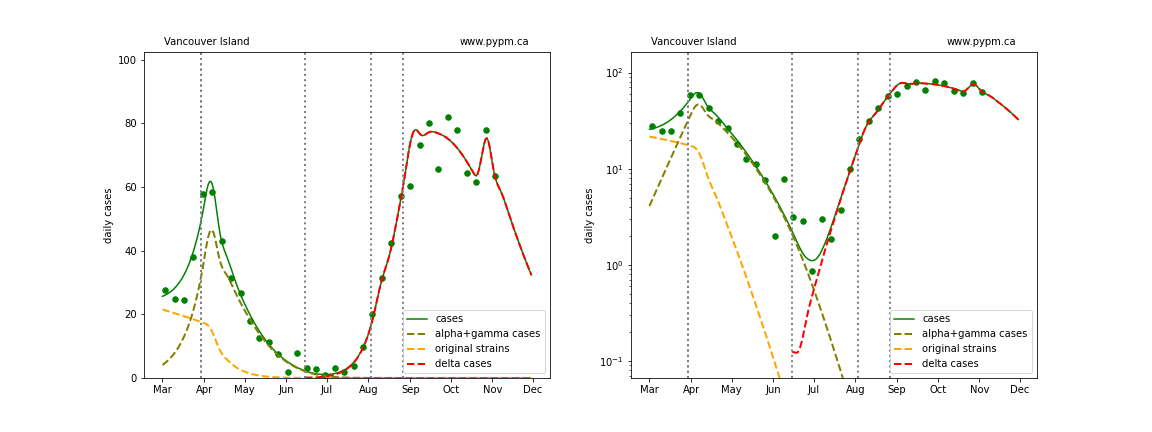 Vancouver Island www.pypm.ca
100
80
60
40
20
0
daily cases
Mar Apr May Jun Jul Aug Sep Oct Nov Dec
cases
alpha+gamma cases
original strains
delta cases
Vancouver Island www.pypm.ca
10²
10¹
10⁰
10⁻¹
daily cases
Mar Apr May Jun Jul Aug Sep Oct Nov Dec
cases
alpha+gamma cases
original strains
delta cases